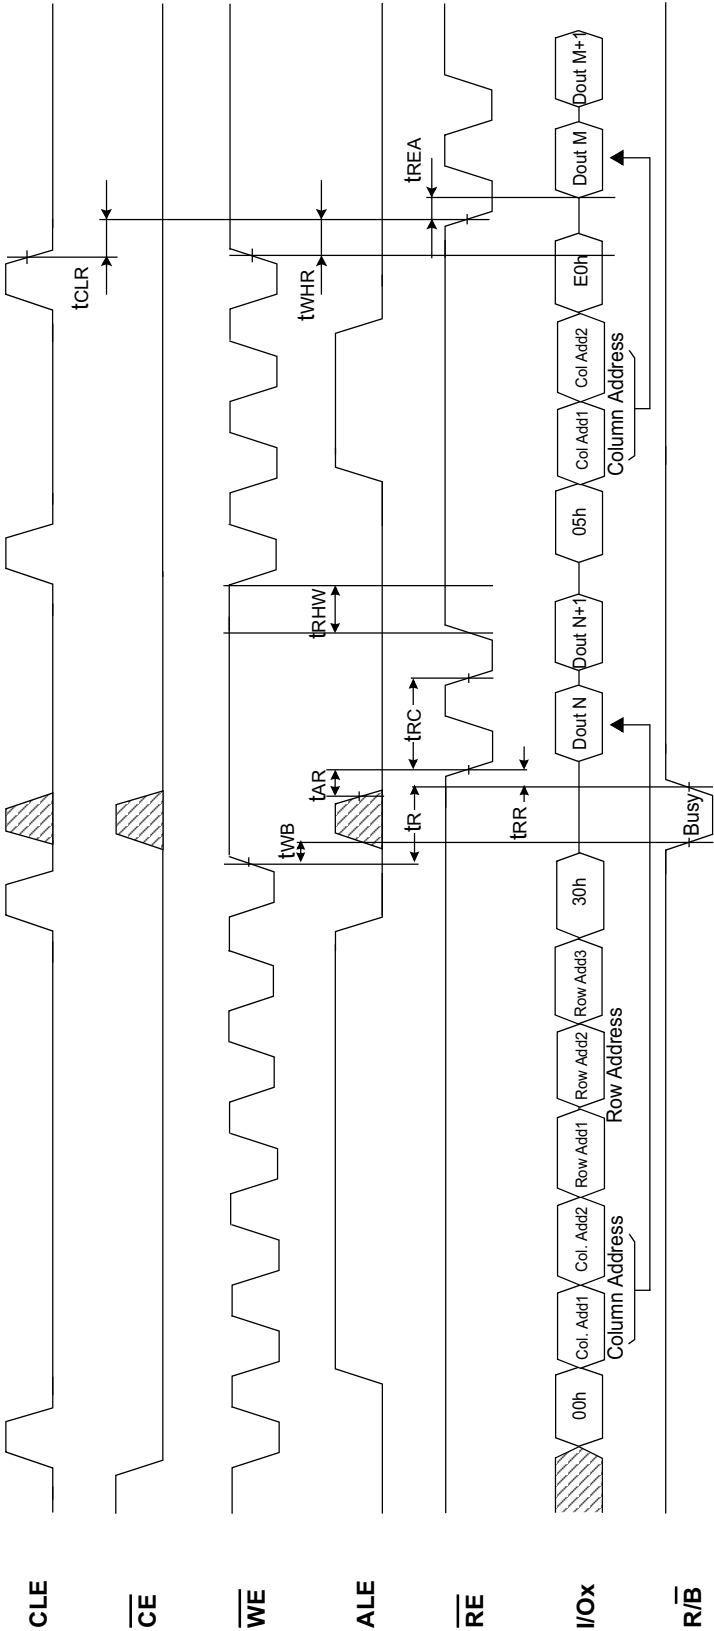 CLE
tCLR
CE
WE
tWB
tRHW
tWHR
ALE
tAR
tR
tRC
tREA
RE
tRR
I/Ox
00h
Col. Add1
Col. Add2
Row Add1
Row Add2
Row Add3
30h
Dout N
Dout N+1
05h
Col Add1
Col Add2
E0h
Dout M
Dout M+1
Column Address
Row Address
Column Address
R/B
Busy